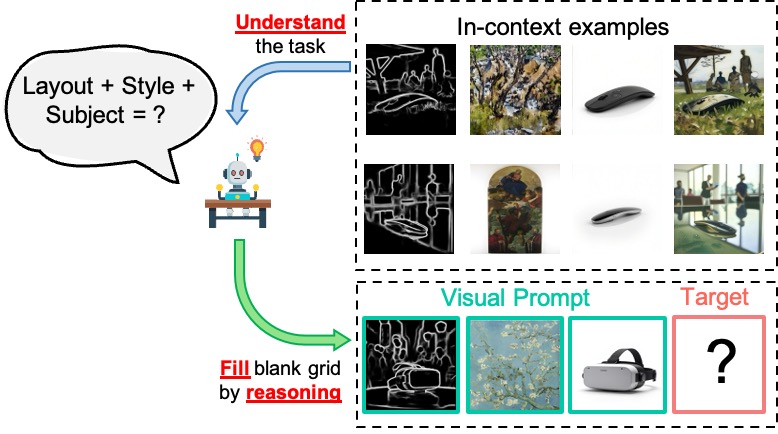 Understand
the task
In-context examples
Layout + Style +
Subject = ?
Visual Prompt
Target
?
Fill blank grid
by reasoning